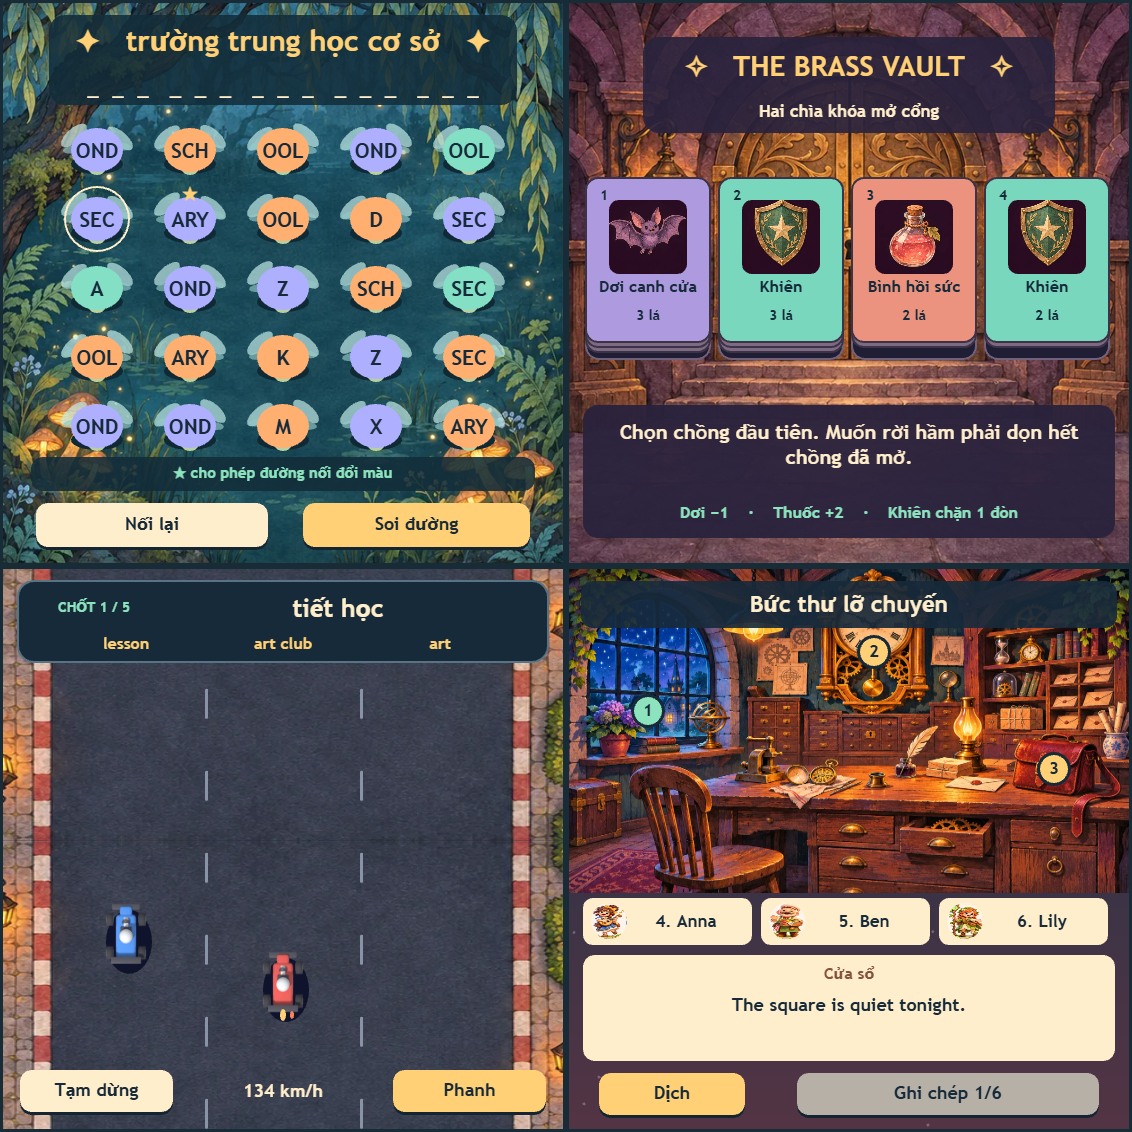 trường trung học cơ sở
_ _ _ _ _ _ _ _ _ _ _ _ _ _ _
OND SCH OOL OND OOL
SEC ARY OOL D SEC
A OND Z SCH SEC
OOL ARY K Z SEC
OND OND M X ARY
★ cho phép đường nối đổi màu
Nối lại Soi đường
THE BRASS VAULT
Hai chìa khóa mở cổng
1 2 3 4
Dơi canh cửa Khiên Bình hồi sức Khiên
3 lá 3 lá 2 lá 2 lá
Chọn chồng đầu tiên. Muốn rời hầm phải dọn hết
chồng đã mở.
Dơi −1 · Thuốc +2 · Khiên chặn 1 đòn
CHỐT 1 / 5 tiết học
lesson art club art
Tạm dừng 134 km/h Phanh
Bức thư lỡ chuyến
2
1
3
4. Anna 5. Ben 6. Lily
Cửa sổ
The square is quiet tonight.
Dịch Ghi chép 1/6